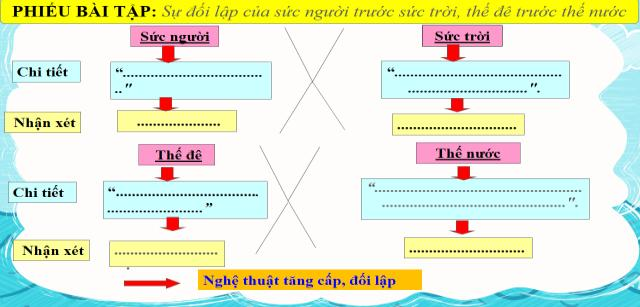 PHIẾU BÀI TẬP: Sự đối lập của sức người trước sức trời, thế đê trước thế nước
Sức người
Sức trời
Chi tiết
“..................................
.."
“..........................................
..............................".
Nhận xét
.....................
..............................
Thế đê
Thế nước
Chi tiết
“...................................
........................ ”
“....................................................
.............................................. ".
Nhận xét
..........................
.
.............................
Nghệ thuật tăng cấp, đối lập